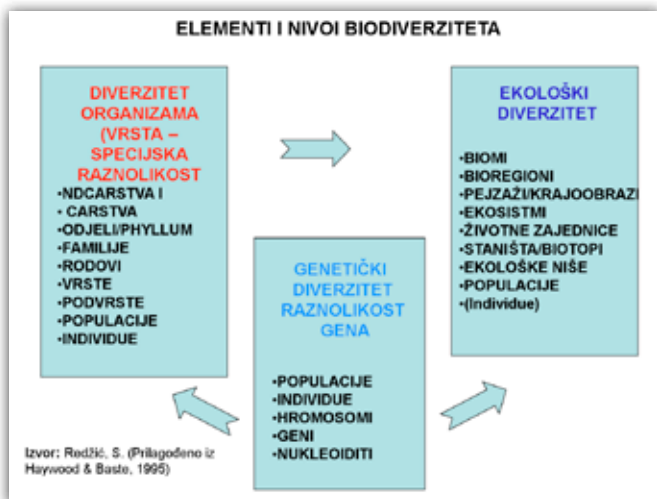 ELEMENTI I NIVOI BIODIVERZITETA
DIVERZITET
ORGANIZAMA
(VRSTA –
SPECIJSKA
RAZNOLIKOST
•NDCARSTVA I
• CARSTVA
•ODJELI/PHYLLUM
•FAMILIJE
•RODOVI
•VRSTE
•PODVRSTE
•POPULACIJE
•INDIVIDUE
GENETIČKI
DIVERZITET
RAZNOLIKOST
GENA
•POPULACIJE
•INDIVIDUE
•HROMOSOMI
•GENI
•NUKLEOIDITI
EKOLOŠKI
DIVERZITET
•BIOMI
•BIOREGIONI
•PEJZAŽI/KRAJOOBRAZI
•EKOSISTMI
•ŽIVOTNE ZAJEDNICE
•STANIŠTA/BIOTOPI
•EKOLOŠKE NIŠE
•POPULACIJE
•(Individue)
Izvor: Redžić, S. (Prilagođeno iz
Haywood & Baste, 1995)